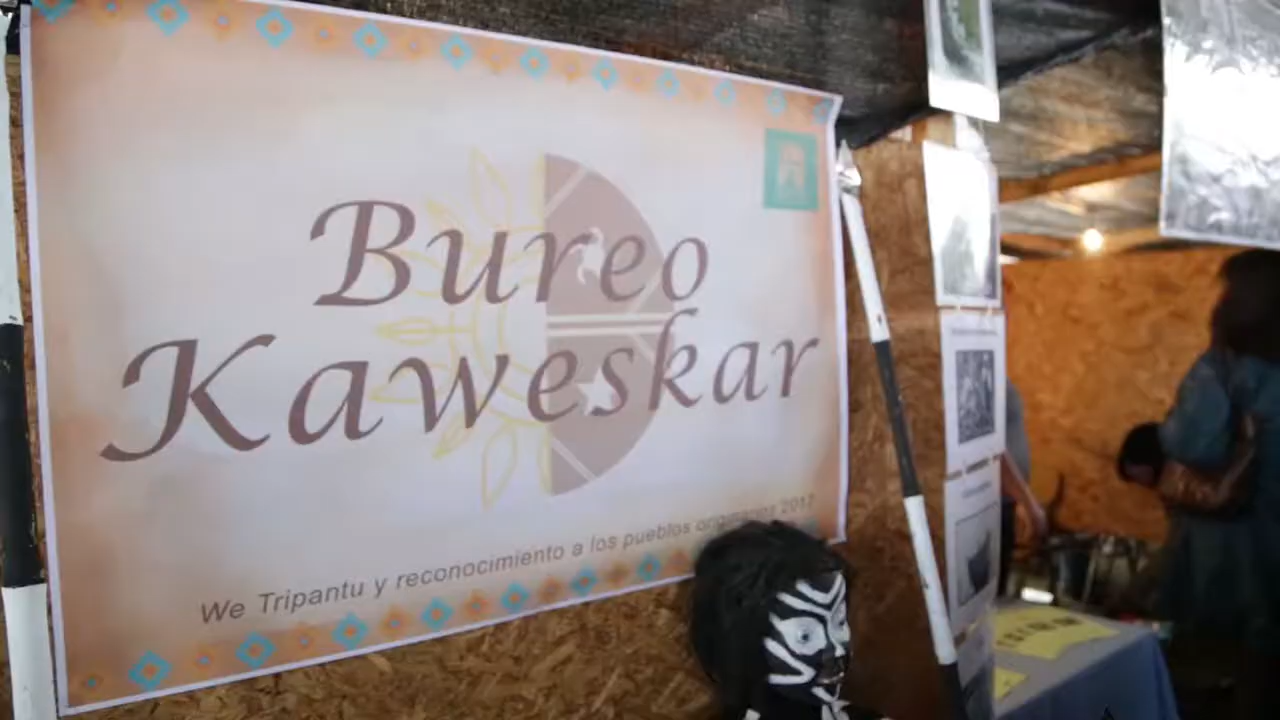 Bureo
Kaweskar
We Tripantu y reconocimiento a los pueblos originarios 2017